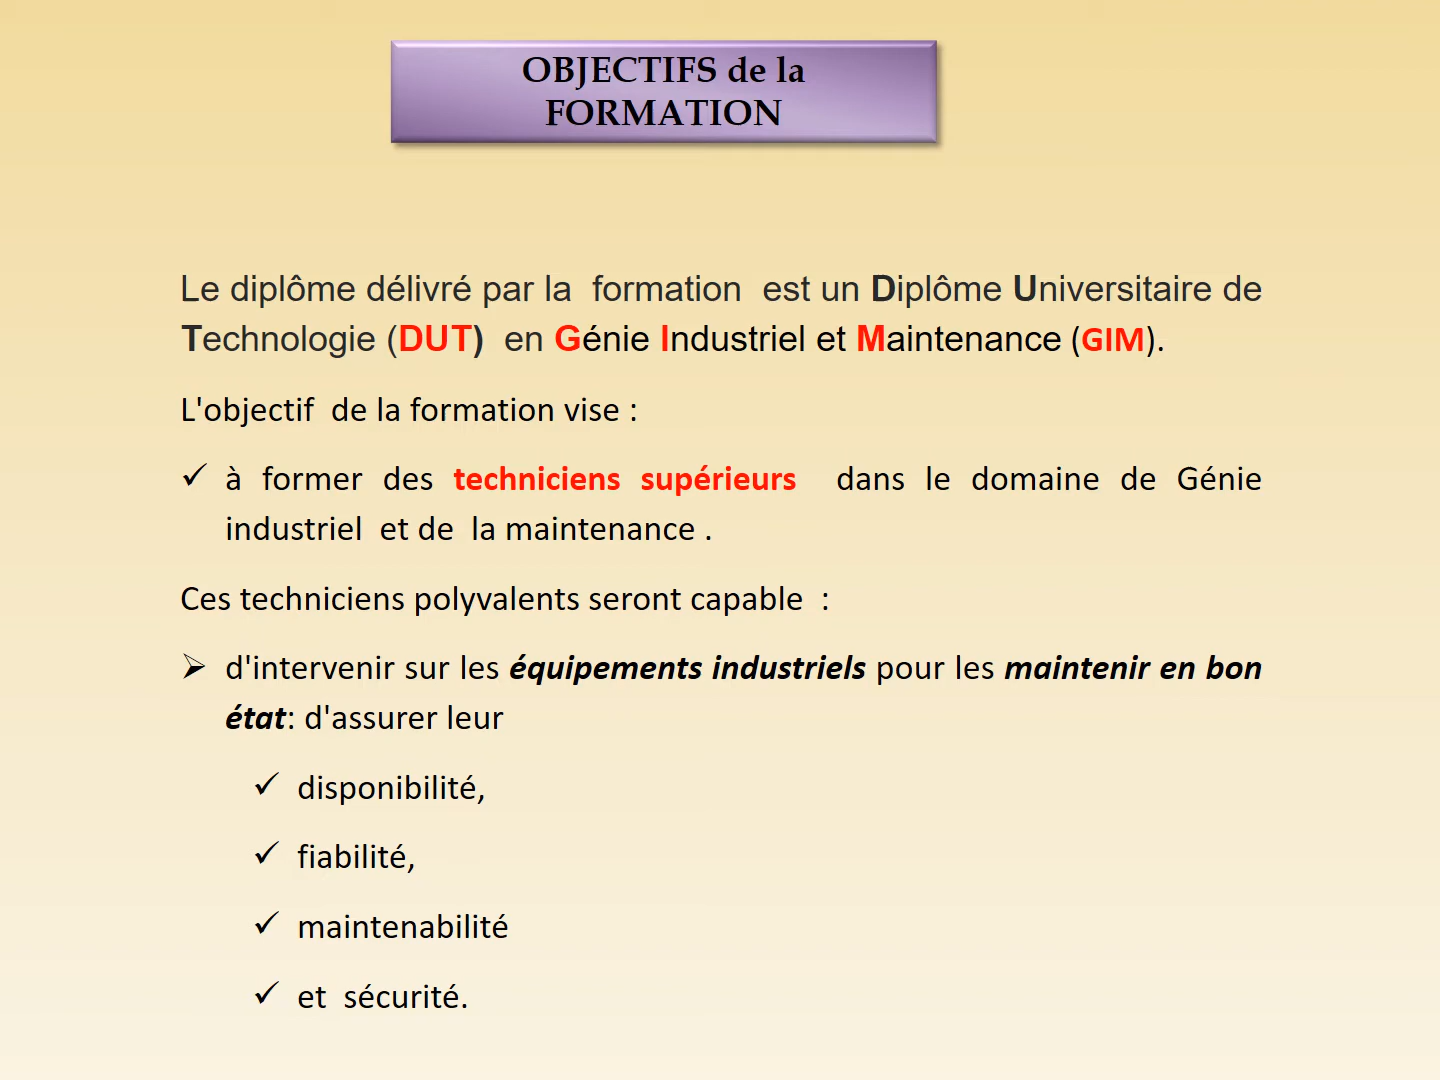 OBJECTIFS de la
FORMATION
Le diplôme délivré par la formation est un Diplôme Universitaire de
Technologie (DUT) en Génie Industriel et Maintenance (GIM).
L'objectif de la formation vise :
✓ à former des techniciens supérieurs dans le domaine de Génie
industriel et de la maintenance .
Ces techniciens polyvalents seront capable :
➢ d'intervenir sur les équipements industriels pour les maintenir en bon
état: d'assurer leur
✓ disponibilité,
✓ fiabilité,
✓ maintenabilité
✓ et sécurité.